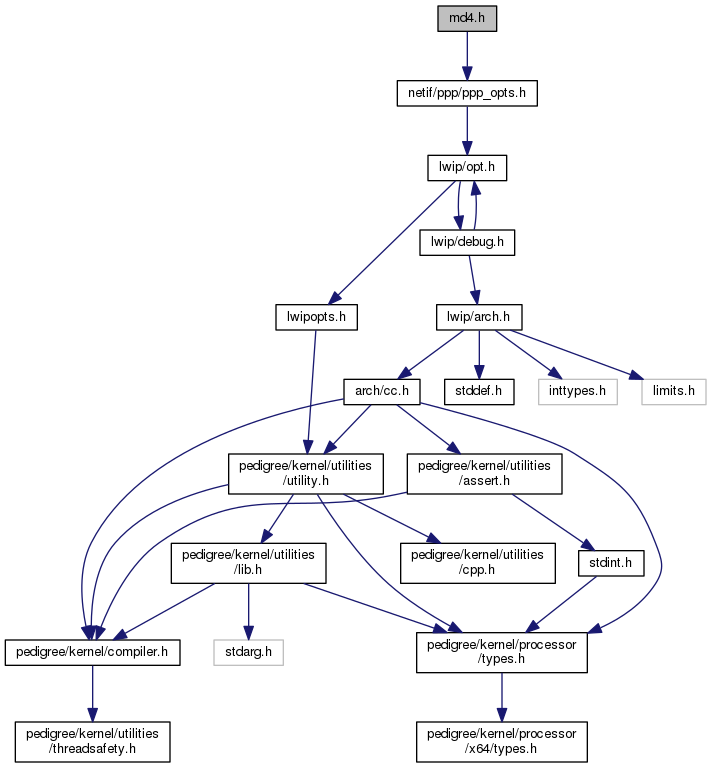 md4.h
netif/ppp/ppp_opts.h
lwip/opt.h
lwip/debug.h
lwipopts.h
lwip/arch.h
arch/cc.h
stddef.h
inttypes.h
limits.h
pedigree/kernel/utilities
/utility.h
pedigree/kernel/utilities
/assert.h
pedigree/kernel/utilities
/lib.h
pedigree/kernel/utilities
/cpp.h
stdint.h
pedigree/kernel/compiler.h
stdarg.h
pedigree/kernel/processor
/types.h
pedigree/kernel/utilities
/threadsafety.h
pedigree/kernel/processor
/x64/types.h